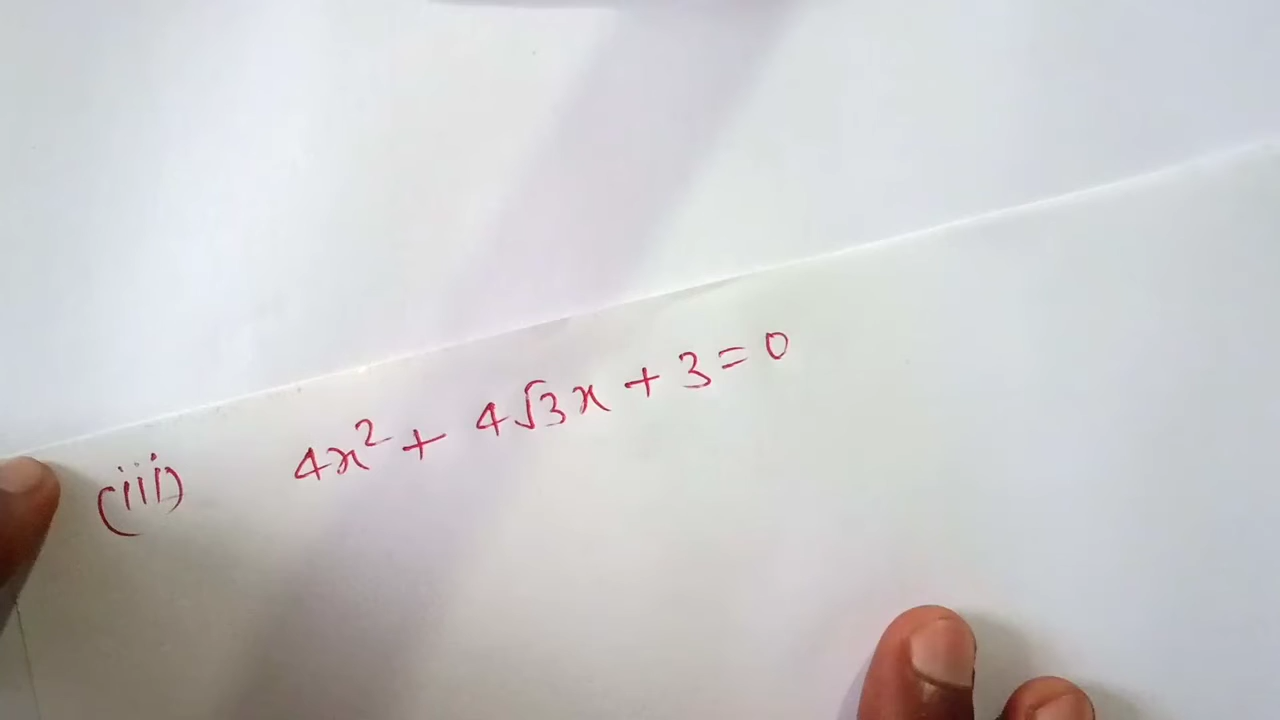 (iii) 4x² + 4√3x + 3 = 0